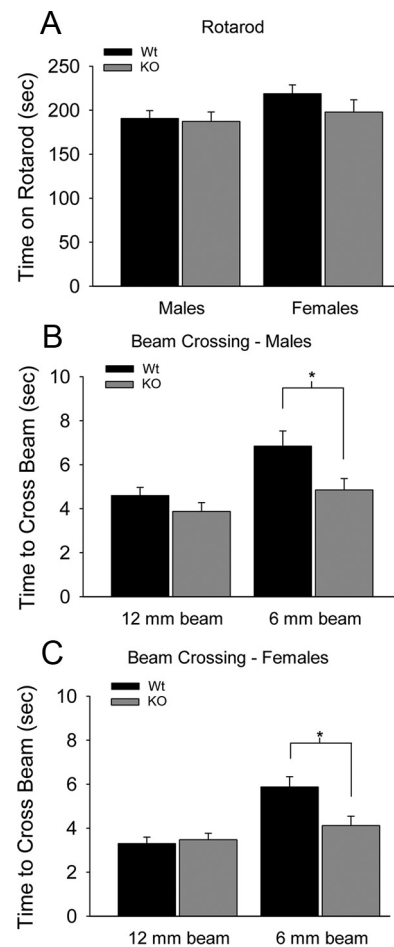 A
Rotarod
Wt
KO
Time on Rotarod (sec)
250
200
150
100
50
0
Males Females
B
Beam Crossing - Males
Wt
KO
Time to Cross Beam (sec)
10
8
6
4
2
0
*
12 mm beam 6 mm beam
C
Beam Crossing - Females
Wt
KO
Time to Cross Beam (sec)
10
8
6
4
2
0
*
12 mm beam 6 mm beam